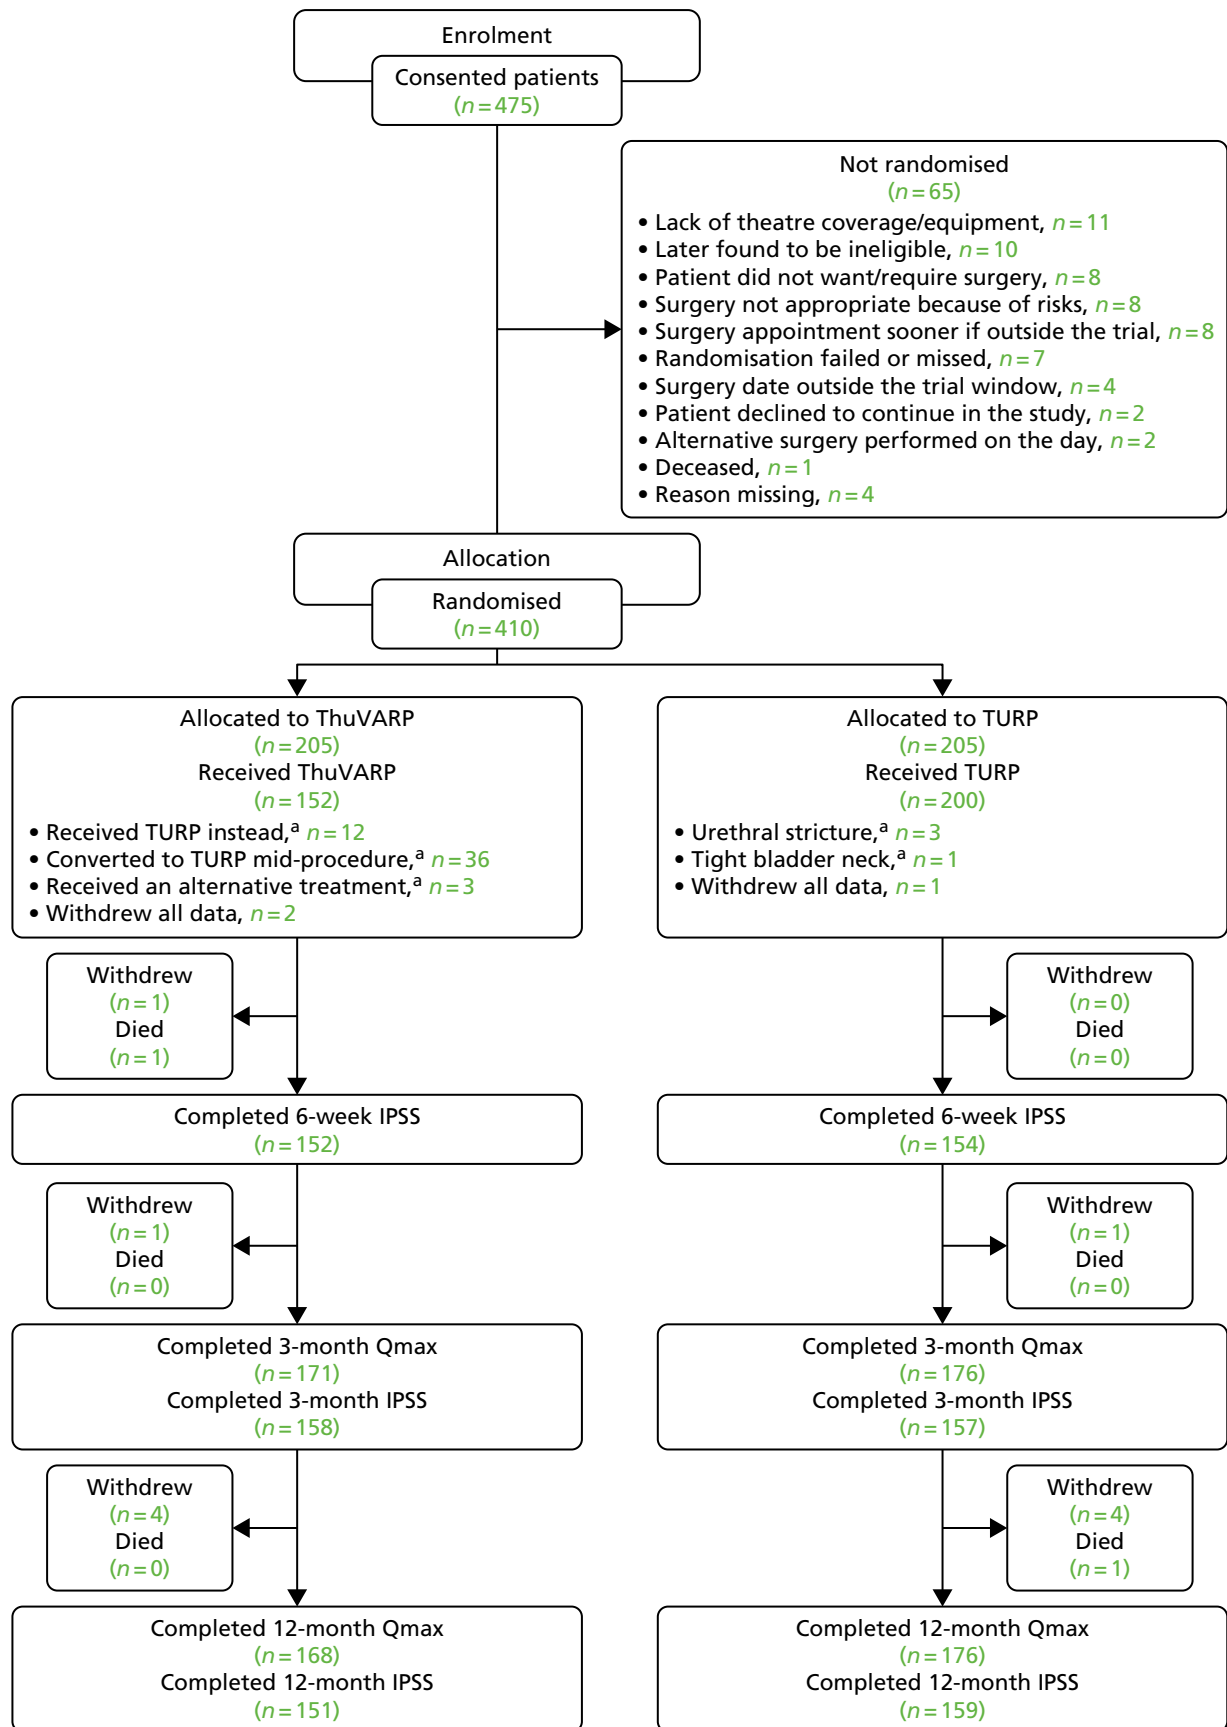 Enrolment
Consented patients
(n=475)
Not randomised
(n=65)
• Lack of theatre coverage/equipment, n=11
• Later found to be ineligible, n=10
• Patient did not want/require surgery, n=8
• Surgery not appropriate because of risks, n=8
• Surgery appointment sooner if outside the trial, n=8
• Randomisation failed or missed, n=7
• Surgery date outside the trial window, n=4
• Patient declined to continue in the study, n=2
• Alternative surgery performed on the day, n=2
• Deceased, n=1
• Reason missing, n=4
Allocation
Randomised
(n=410)
Allocated to ThuVARP
(n=205)
Received ThuVARP
(n=152)
• Received TURP instead,a n=12
• Converted to TURP mid-procedure,a n=36
• Received an alternative treatment,a n=3
• Withdrew all data, n=2
Allocated to TURP
(n=205)
Received TURP
(n=200)
• Urethral stricture,a n=3
• Tight bladder neck,a n=1
• Withdrew all data, n=1
Withdrew
(n=1)
Died
(n=1)
Withdrew
(n=0)
Died
(n=0)
Completed 6-week IPSS
(n=152)
Completed 6-week IPSS
(n=154)
Withdrew
(n=1)
Died
(n=0)
Withdrew
(n=1)
Died
(n=0)
Completed 3-month Qmax
(n=171)
Completed 3-month IPSS
(n=158)
Completed 3-month Qmax
(n=176)
Completed 3-month IPSS
(n=157)
Withdrew
(n=4)
Died
(n=0)
Withdrew
(n=4)
Died
(n=1)
Completed 12-month Qmax
(n=168)
Completed 12-month IPSS
(n=151)
Completed 12-month Qmax
(n=176)
Completed 12-month IPSS
(n=159)